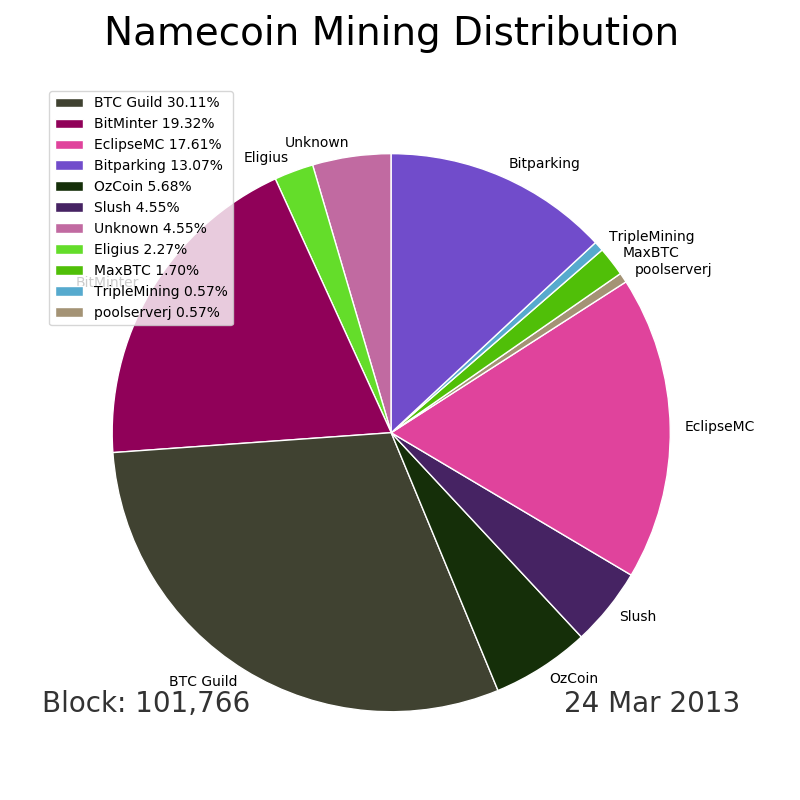 Namecoin Mining Distribution
BTC Guild 30.11%
BitMinter 19.32%
EclipseMC 17.61%
Bitparking 13.07%
OzCoin 5.68%
Slush 4.55%
Unknown 4.55%
Eligius 2.27%
MaxBTC 1.70%
TripleMining 0.57%
poolserverj 0.57%
Unknown
Eligius
Bitparking
TripleMining
MaxBTC
poolserverj
BitMinter
EclipseMC
Slush
OzCoin
BTC Guild
Block: 101,766
24 Mar 2013